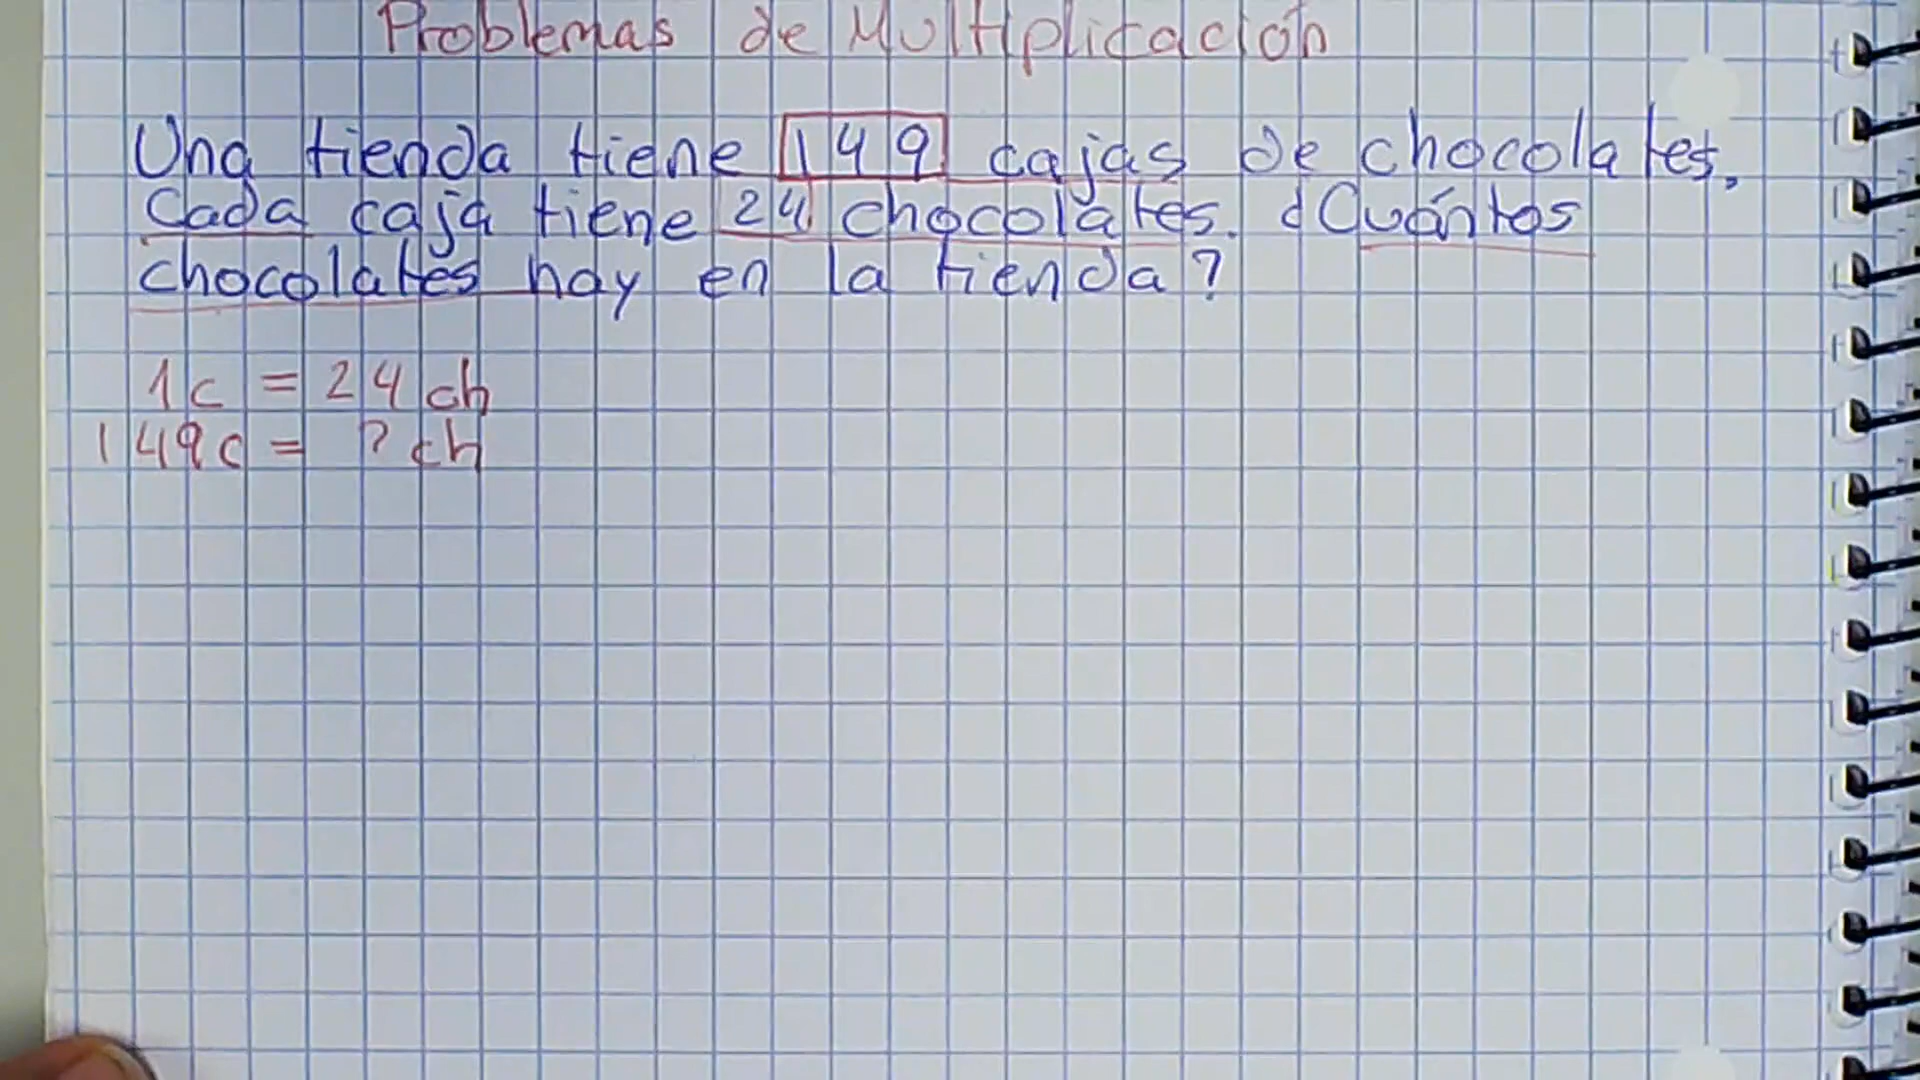 Problemas de Multiplicación
Una tienda tiene 149 cajas de chocolates.
Cada caja tiene 24 chocolates. ¿Cuántos
chocolates hay en la tienda?
1c = 24 ch
149c = ? ch